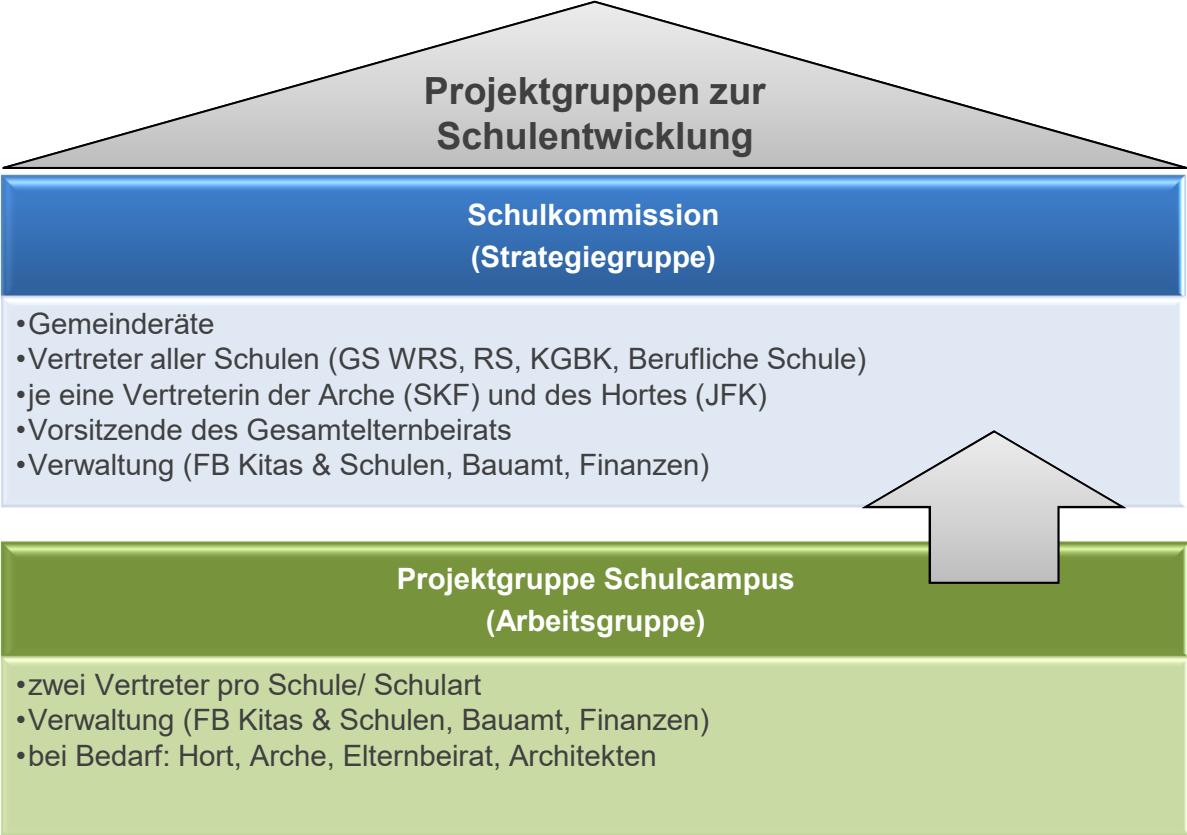 Projektgruppen zur
Schulentwicklung
Schulkommission
(Strategiegruppe)
•Gemeinderäte
•Vertreter aller Schulen (GS WRS, RS, KGBK, Berufliche Schule)
•je eine Vertreterin der Arche (SKF) und des Hortes (JFK)
•Vorsitzende des Gesamtelternbeirats
•Verwaltung (FB Kitas & Schulen, Bauamt, Finanzen)
Projektgruppe Schulcampus
(Arbeitsgruppe)
•zwei Vertreter pro Schule/ Schulart
•Verwaltung (FB Kitas & Schulen, Bauamt, Finanzen)
•bei Bedarf: Hort, Arche, Elternbeirat, Architekten